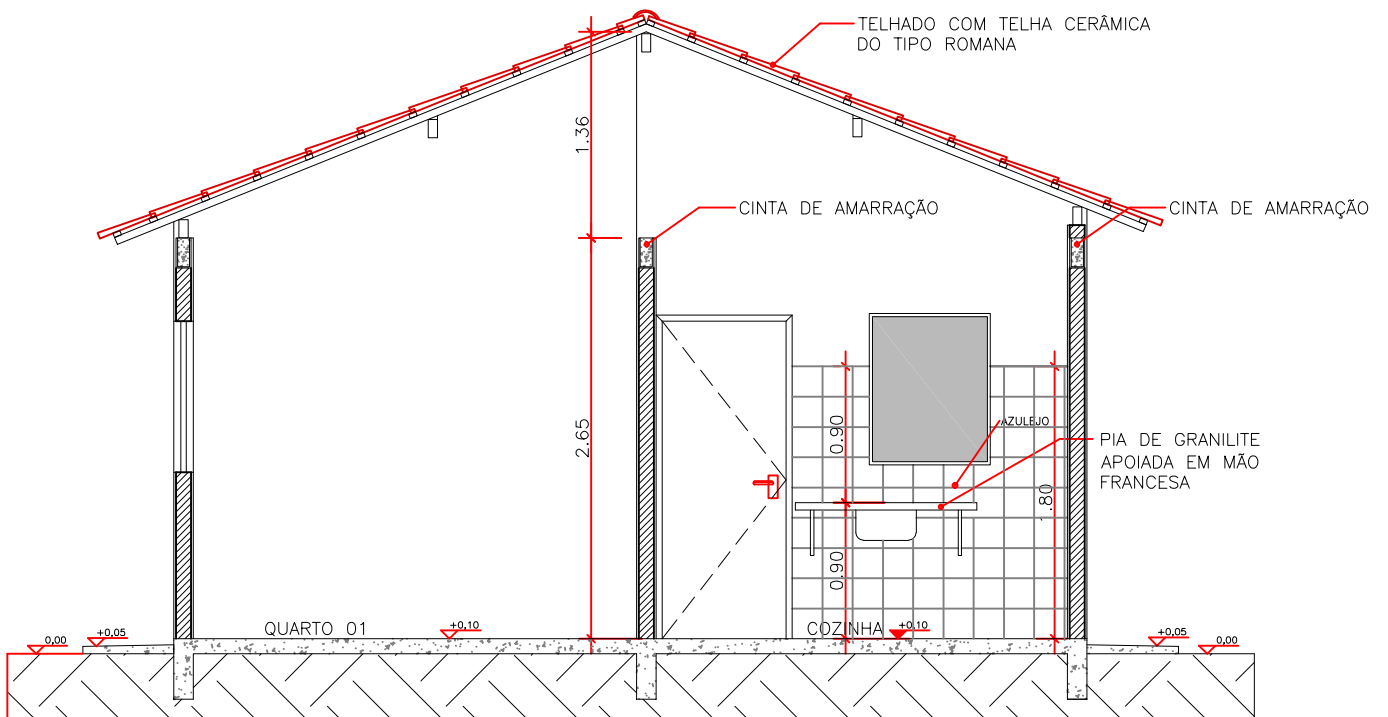 TELHADO COM TELHA CERÂMICA
DO TIPO ROMANA
1.36
CINTA DE AMARRAÇÃO
CINTA DE AMARRAÇÃO
2.65
0.90
AZULEJO
PIA DE GRANILITE
APOIADA EM MÃO
FRANCESA
1.80
0.90
QUARTO 01
COZINHA
0,00
+0,05
+0,10
+0,10
+0,05
0,00